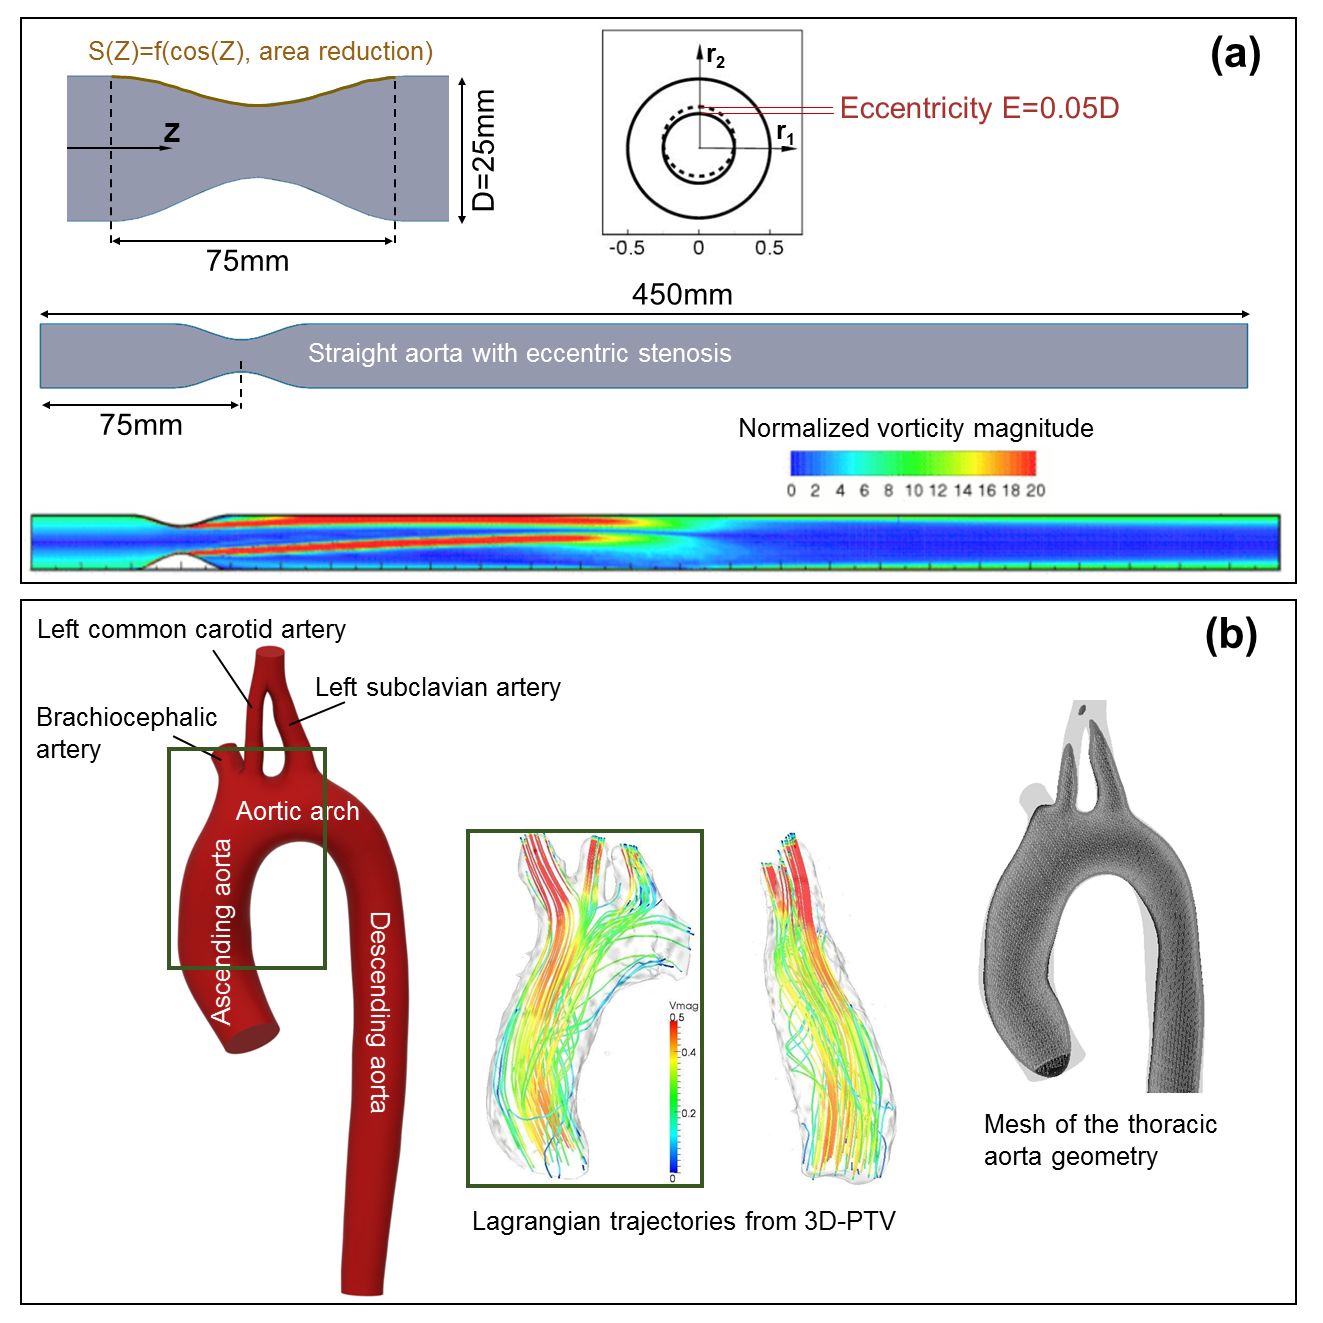 (a)
S(Z)=f(cos(Z), area reduction)
z
D=25mm
75mm
r2
r1
Eccentricity E=0.05D
-0.5 0 0.5
450mm
Straight aorta with eccentric stenosis
75mm
Normalized vorticity magnitude
0 2 4 6 8 10 12 14 16 18 20
(b)
Left common carotid artery
Left subclavian artery
Brachiocephalic
artery
Aortic arch
Ascending aorta
Descending aorta
Vmag
0.5
0.4
0.2
0
Lagrangian trajectories from 3D-PTV
Mesh of the thoracic
aorta geometry